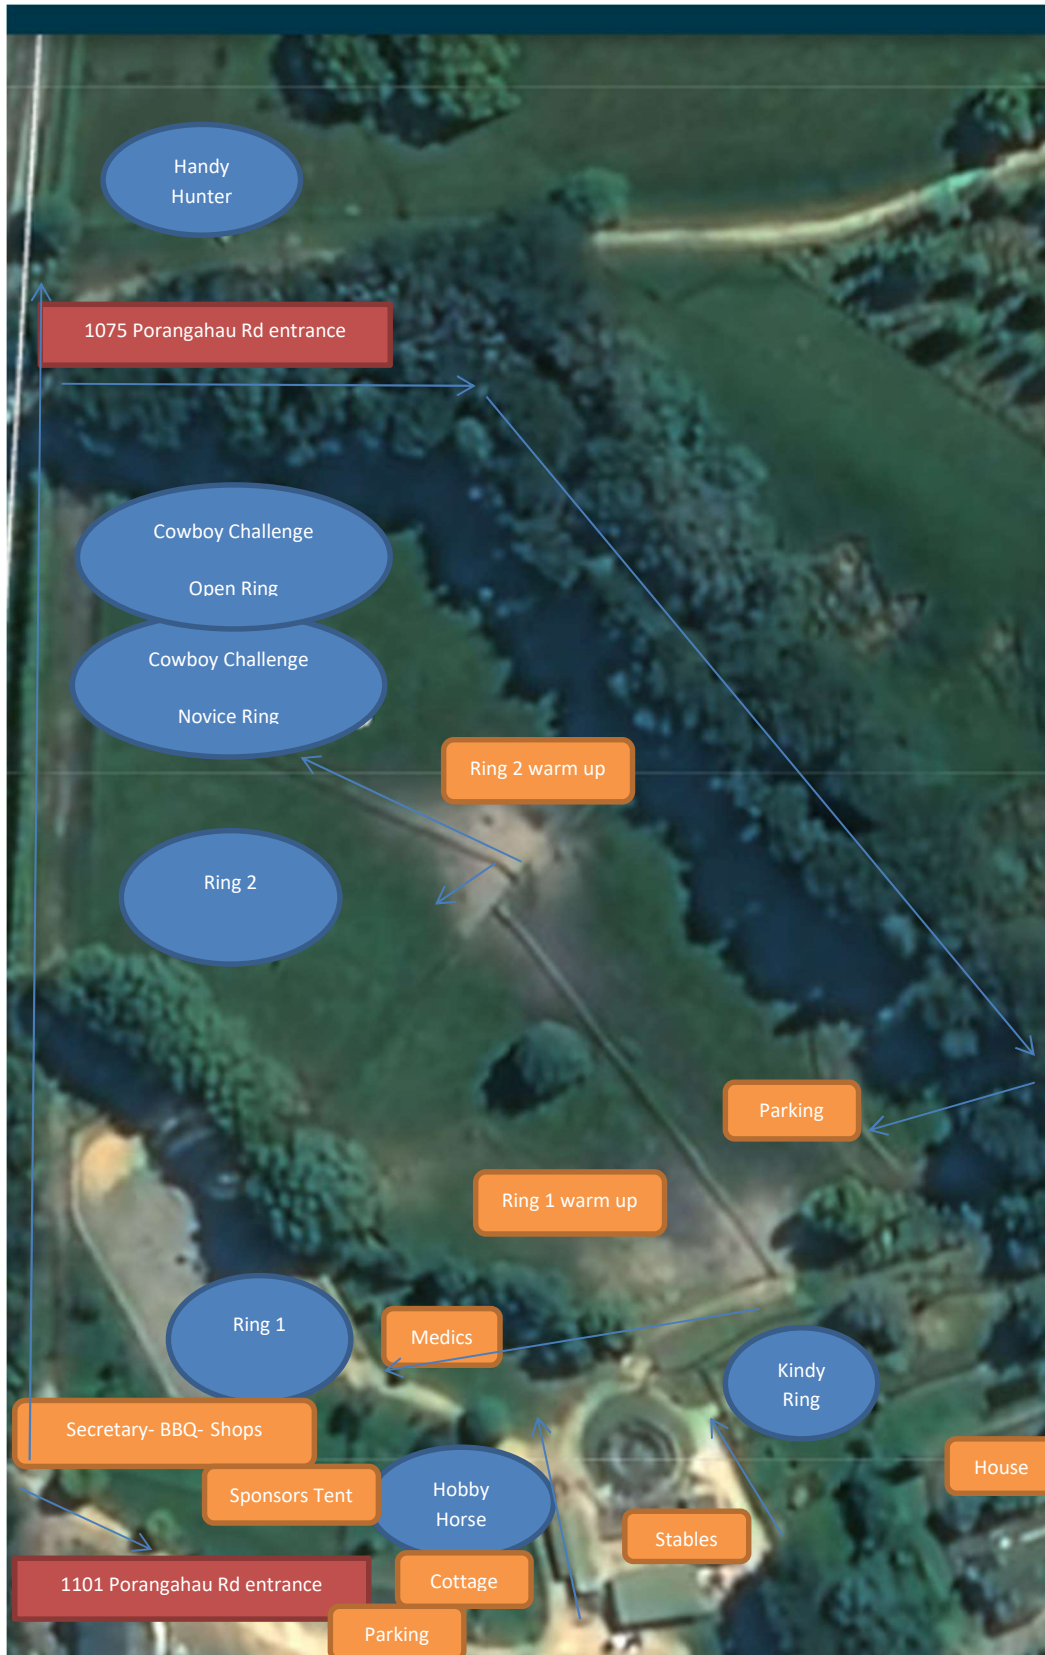 Handy
Hunter
1075 Porangahau Rd entrance
Cowboy Challenge
Open Ring
Cowboy Challenge
Novice Ring
Ring 2 warm up
Ring 2
Parking
Ring 1 warm up
Ring 1
Medics
Kindy
Ring
Secretary- BBQ- Shops
House
Sponsors Tent
Hobby
Horse
Stables
1101 Porangahau Rd entrance
Cottage
Parking